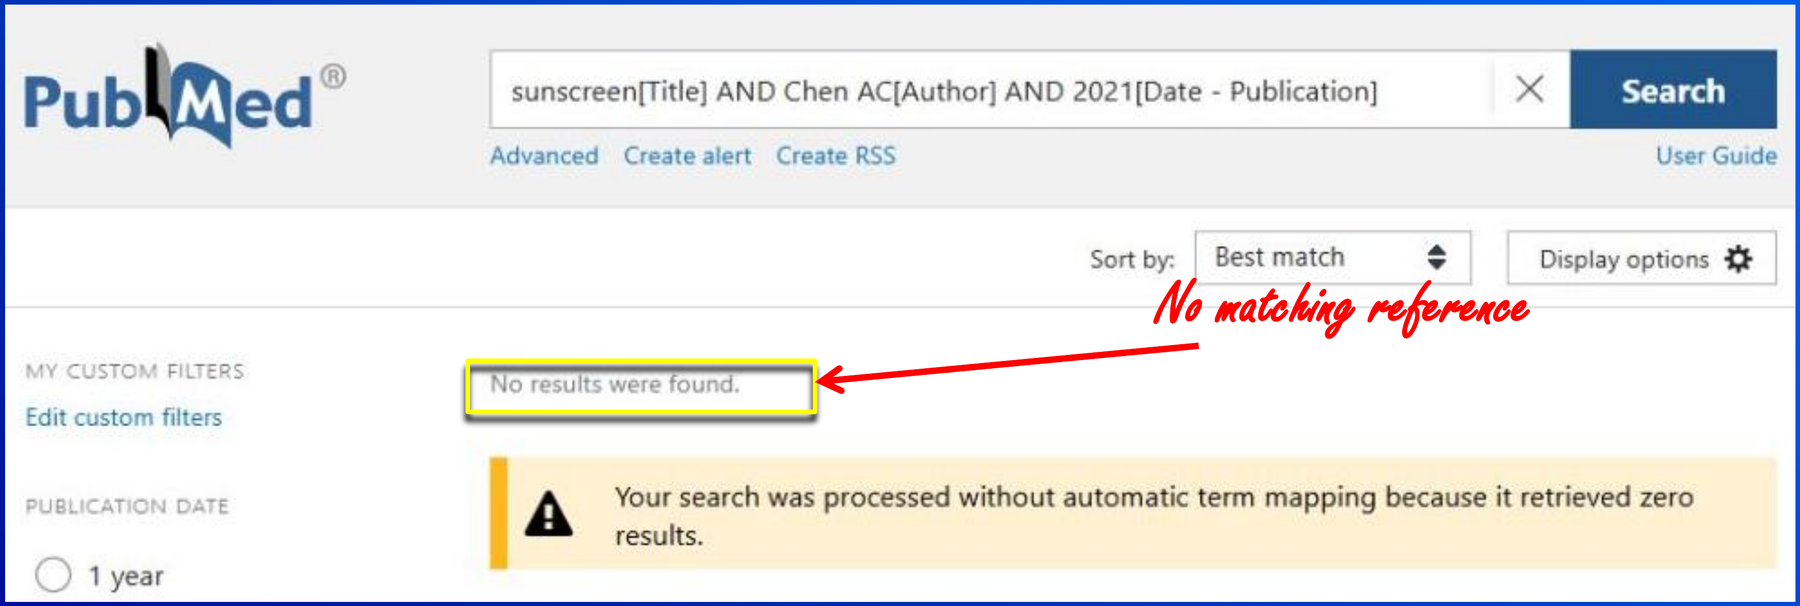 PubMed®
sunscreen[Title] AND Chen AC[Author] AND 2021[Date - Publication]
Search
Advanced Create alert Create RSS
User Guide
Sort by:
Best match
Display options
No matching reference
MY CUSTOM FILTERS
Edit custom filters
No results were found.
Your search was processed without automatic term mapping because it retrieved zero
results.
PUBLICATION DATE
1 year